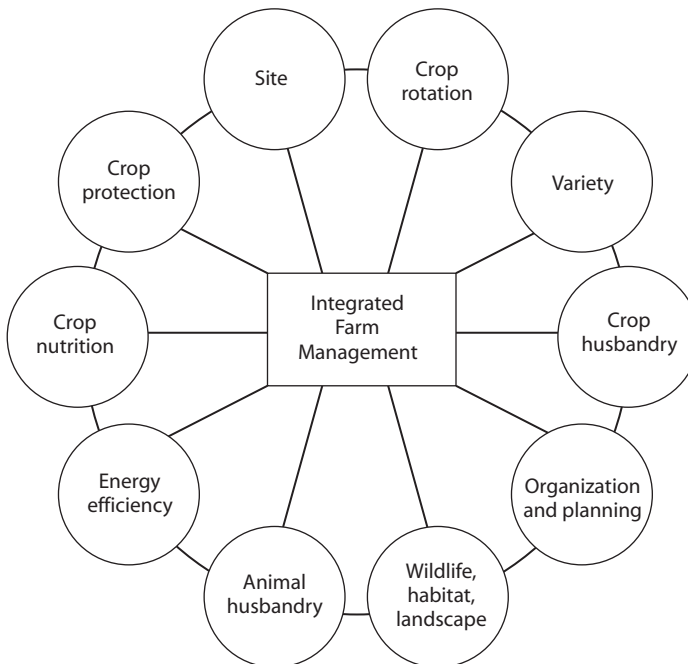 Site
Crop
rotation
Crop
protection
Variety
Integrated
Farm
Management
Crop
nutrition
Crop
husbandry
Energy
efficiency
Organization
and planning
Animal
husbandry
Wildlife,
habitat,
landscape